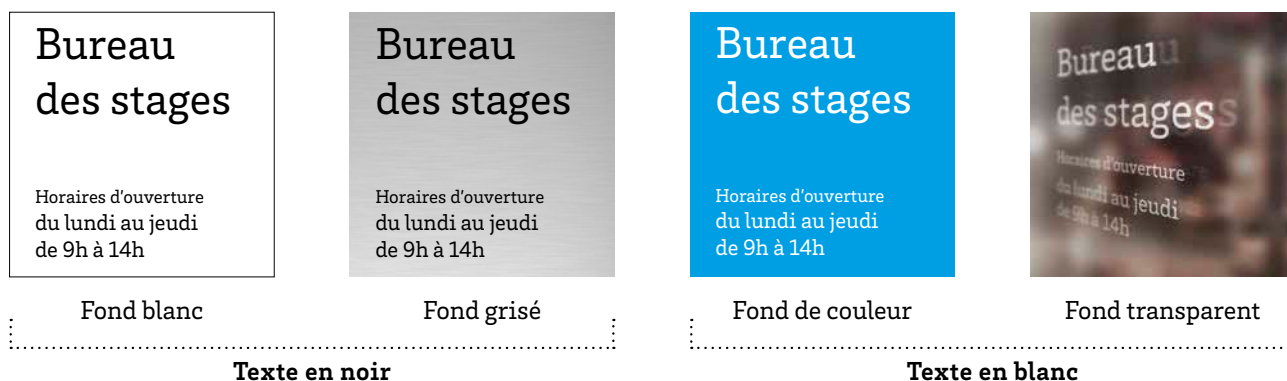 Bureau
des stages
Horaires d'ouverture
du lundi au jeudi
de 9h à 14h
Fond blanc
Bureau
des stages
Horaires d'ouverture
du lundi au jeudi
de 9h à 14h
Fond grisé
Texte en noir
Bureau
des stages
Horaires d'ouverture
du lundi au jeudi
de 9h à 14h
Fond de couleur
Bureau
des stages
Horaires d'ouverture
du lundi au jeudi
de 9h à 14h
Fond transparent
Texte en blanc